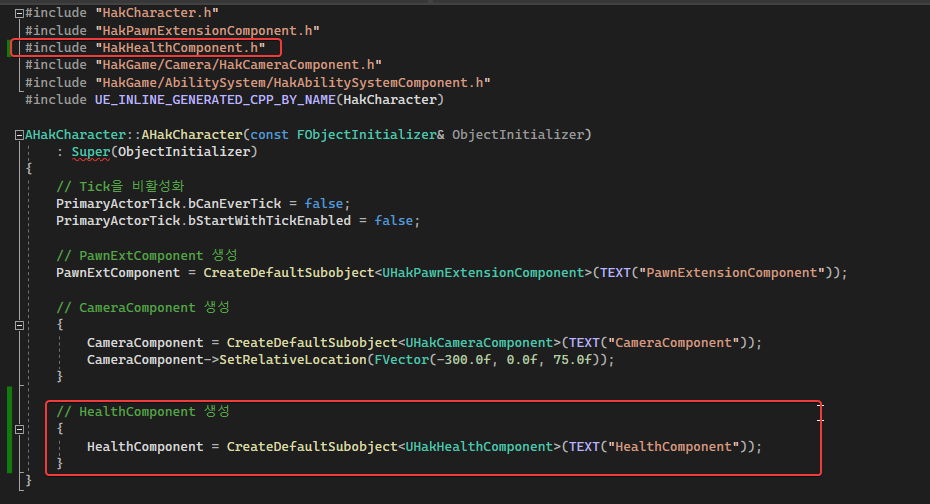 #include "HakCharacter.h"
#include "HakPawnExtensionComponent.h"
#include "HakHealthComponent.h"
#include "HakGame/Camera/HakCameraComponent.h"
#include "HakGame/AbilitySystem/HakAbilitySystemComponent.h"
#include UE_INLINE_GENERATED_CPP_BY_NAME(HakCharacter)

AHakCharacter::AHakCharacter(const FObjectInitializer& ObjectInitializer)
    : Super(ObjectInitializer)
{
    // Tick을 비활성화
    PrimaryActorTick.bCanEverTick = false;
    PrimaryActorTick.bStartWithTickEnabled = false;

    // PawnExtComponent 생성
    PawnExtComponent = CreateDefaultSubobject<UHakPawnExtensionComponent>(TEXT("PawnExtensionComponent"));

    // CameraComponent 생성
    {
        CameraComponent = CreateDefaultSubobject<UHakCameraComponent>(TEXT("CameraComponent"));
        CameraComponent->SetRelativeLocation(FVector(-300.0f, 0.0f, 75.0f));
    }

    // HealthComponent 생성
    {
        HealthComponent = CreateDefaultSubobject<UHakHealthComponent>(TEXT("HealthComponent"));
    }
}